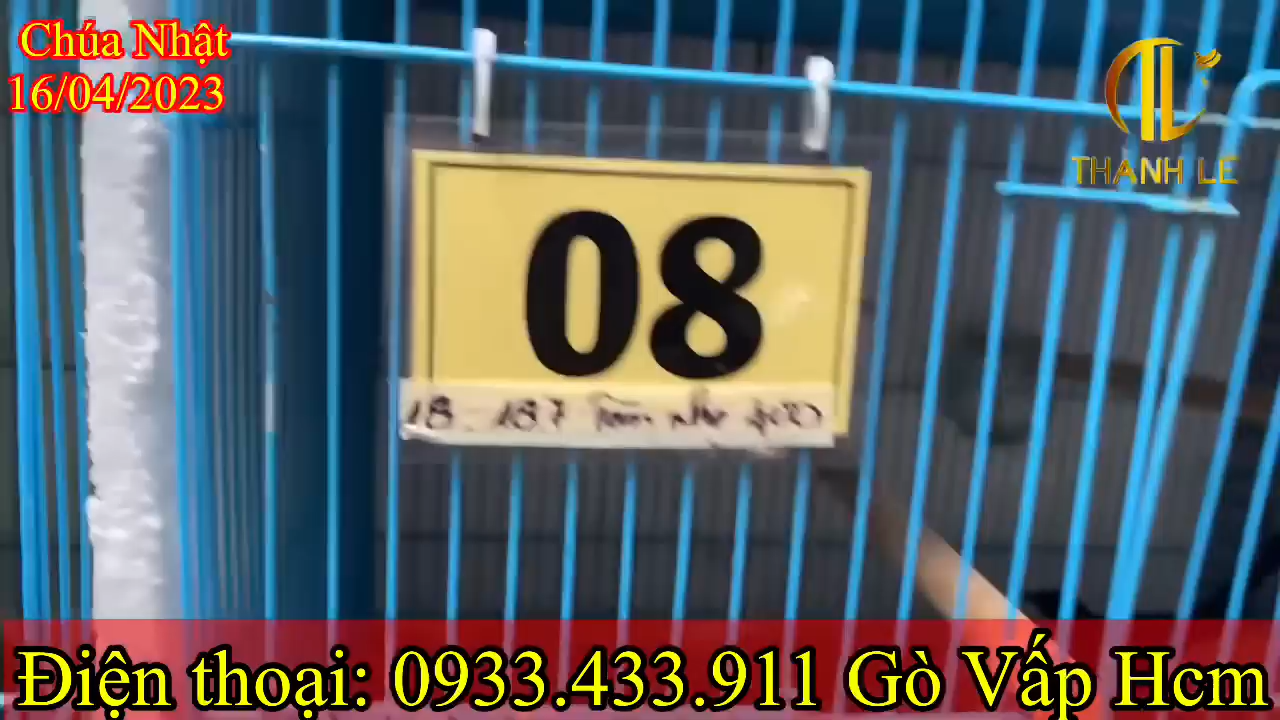 Chúa Nhật
16/04/2023
THANH LE
08
18 - 187
Điện thoại: 0933.433.911 Gò Vấp Hcm